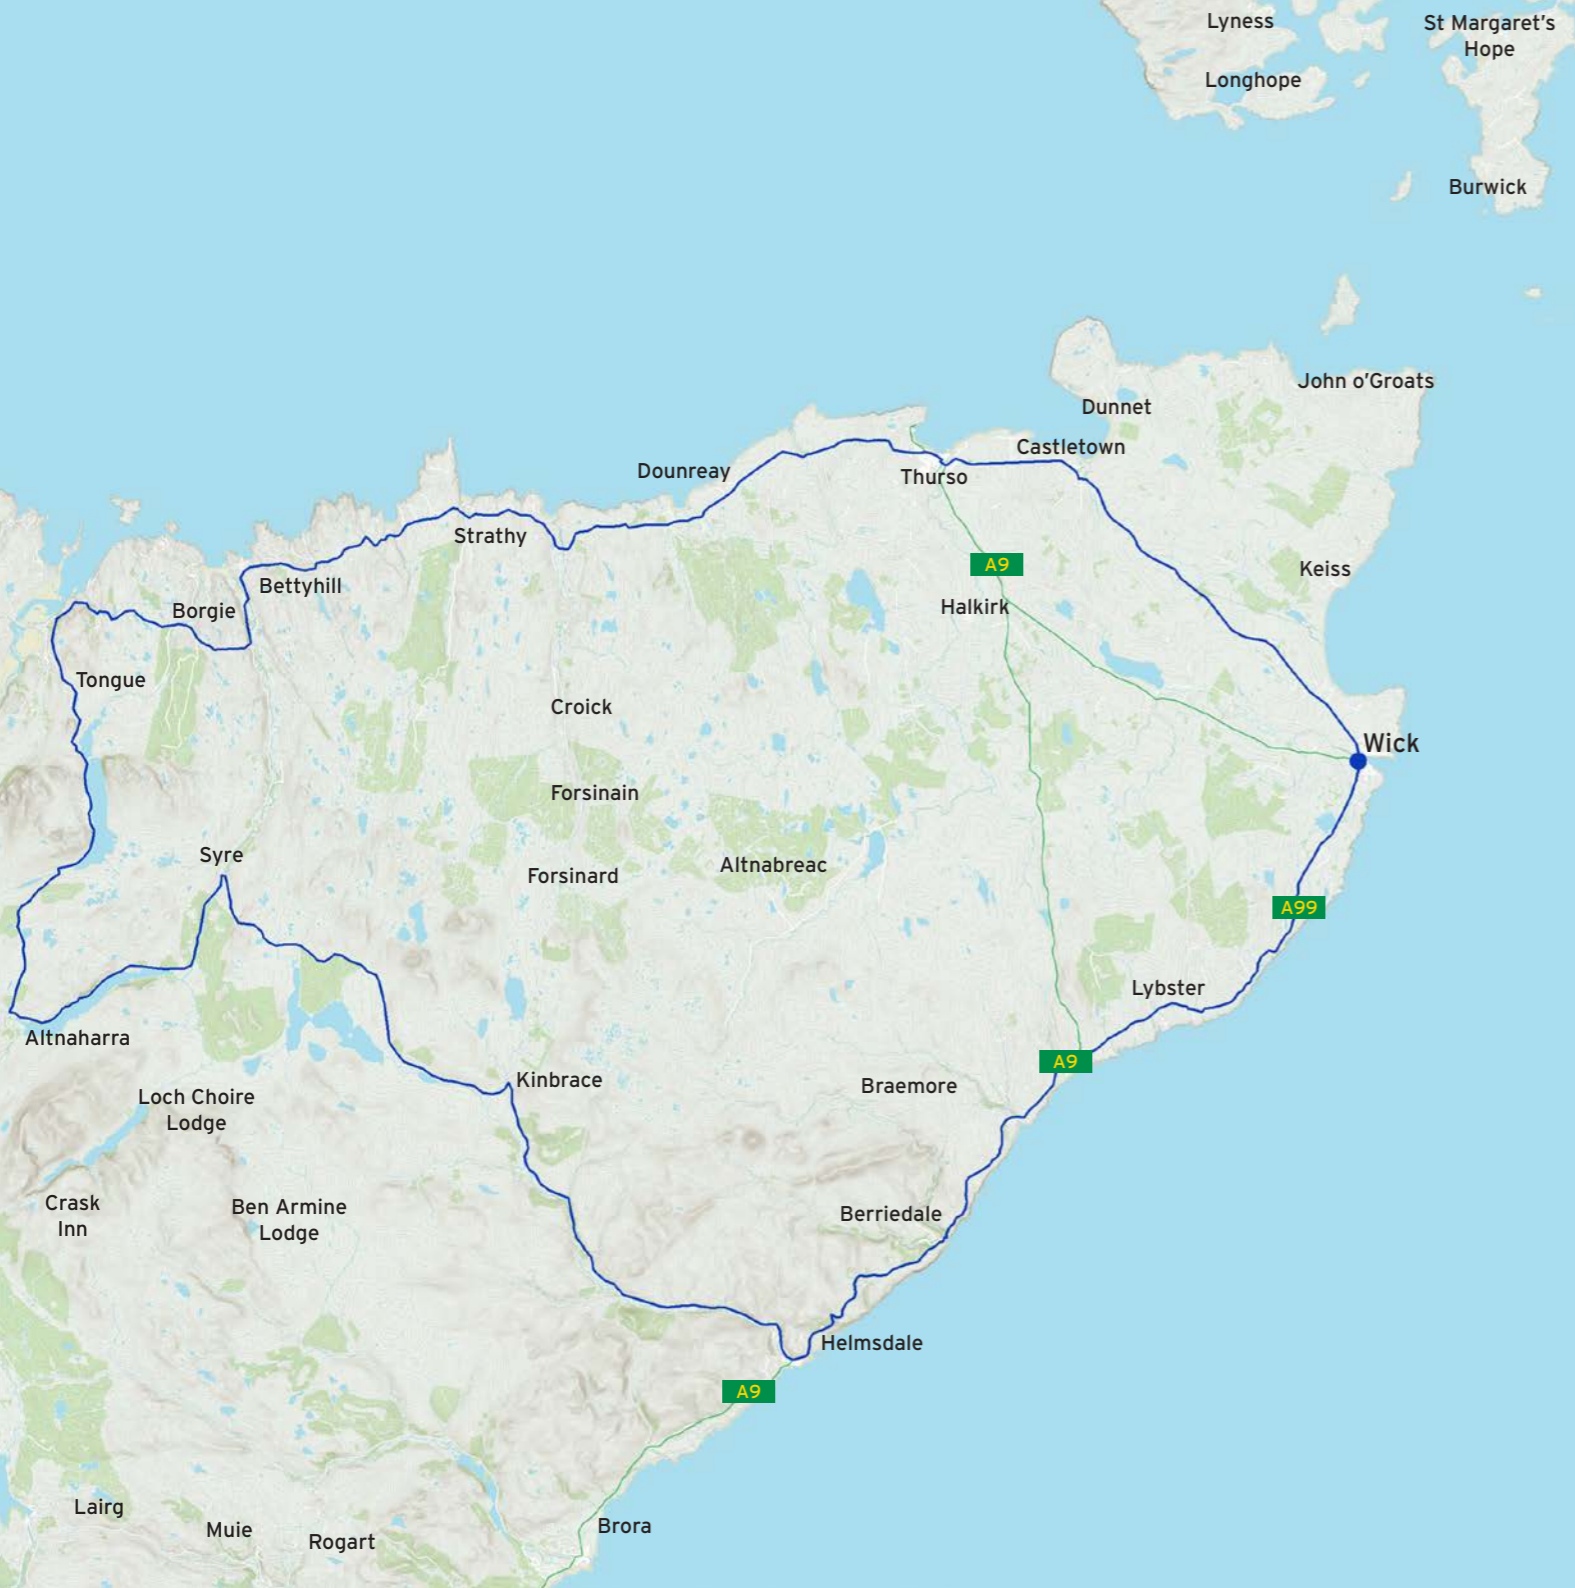 Lyness
St Margaret's
Hope
Longhope
Burwick
John o'Groats
Dunnet
Castletown
Dounreay
Thurso
Strathy
A9
Keiss
Bettyhill
Borgie
Halkirk
Tongue
Croick
Wick
Forsinain
Syre
Altnabreac
Forsinard
A99
Lybster
Altnaharra
A9
Kinbrace
Braemore
Loch Choire
Lodge
Crask
Inn
Ben Armine
Lodge
Berriedale
Helmsdale
A9
Lairg
Muie
Rogart
Brora